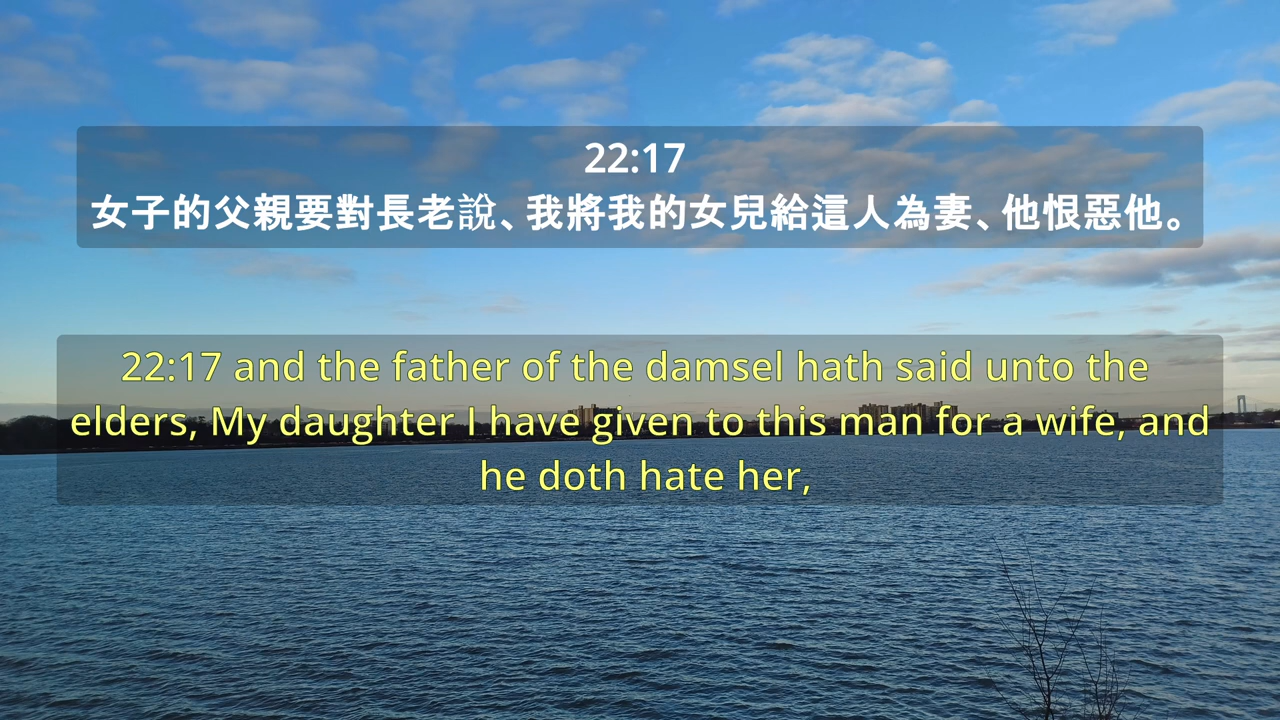 22:17
女子的父親要對長老說、我將我的女兒給這人為妻、他恨惡他。
22:17 and the father of the damsel hath said unto the
elders, My daughter I have given to this man for a wife, and
he doth hate her,